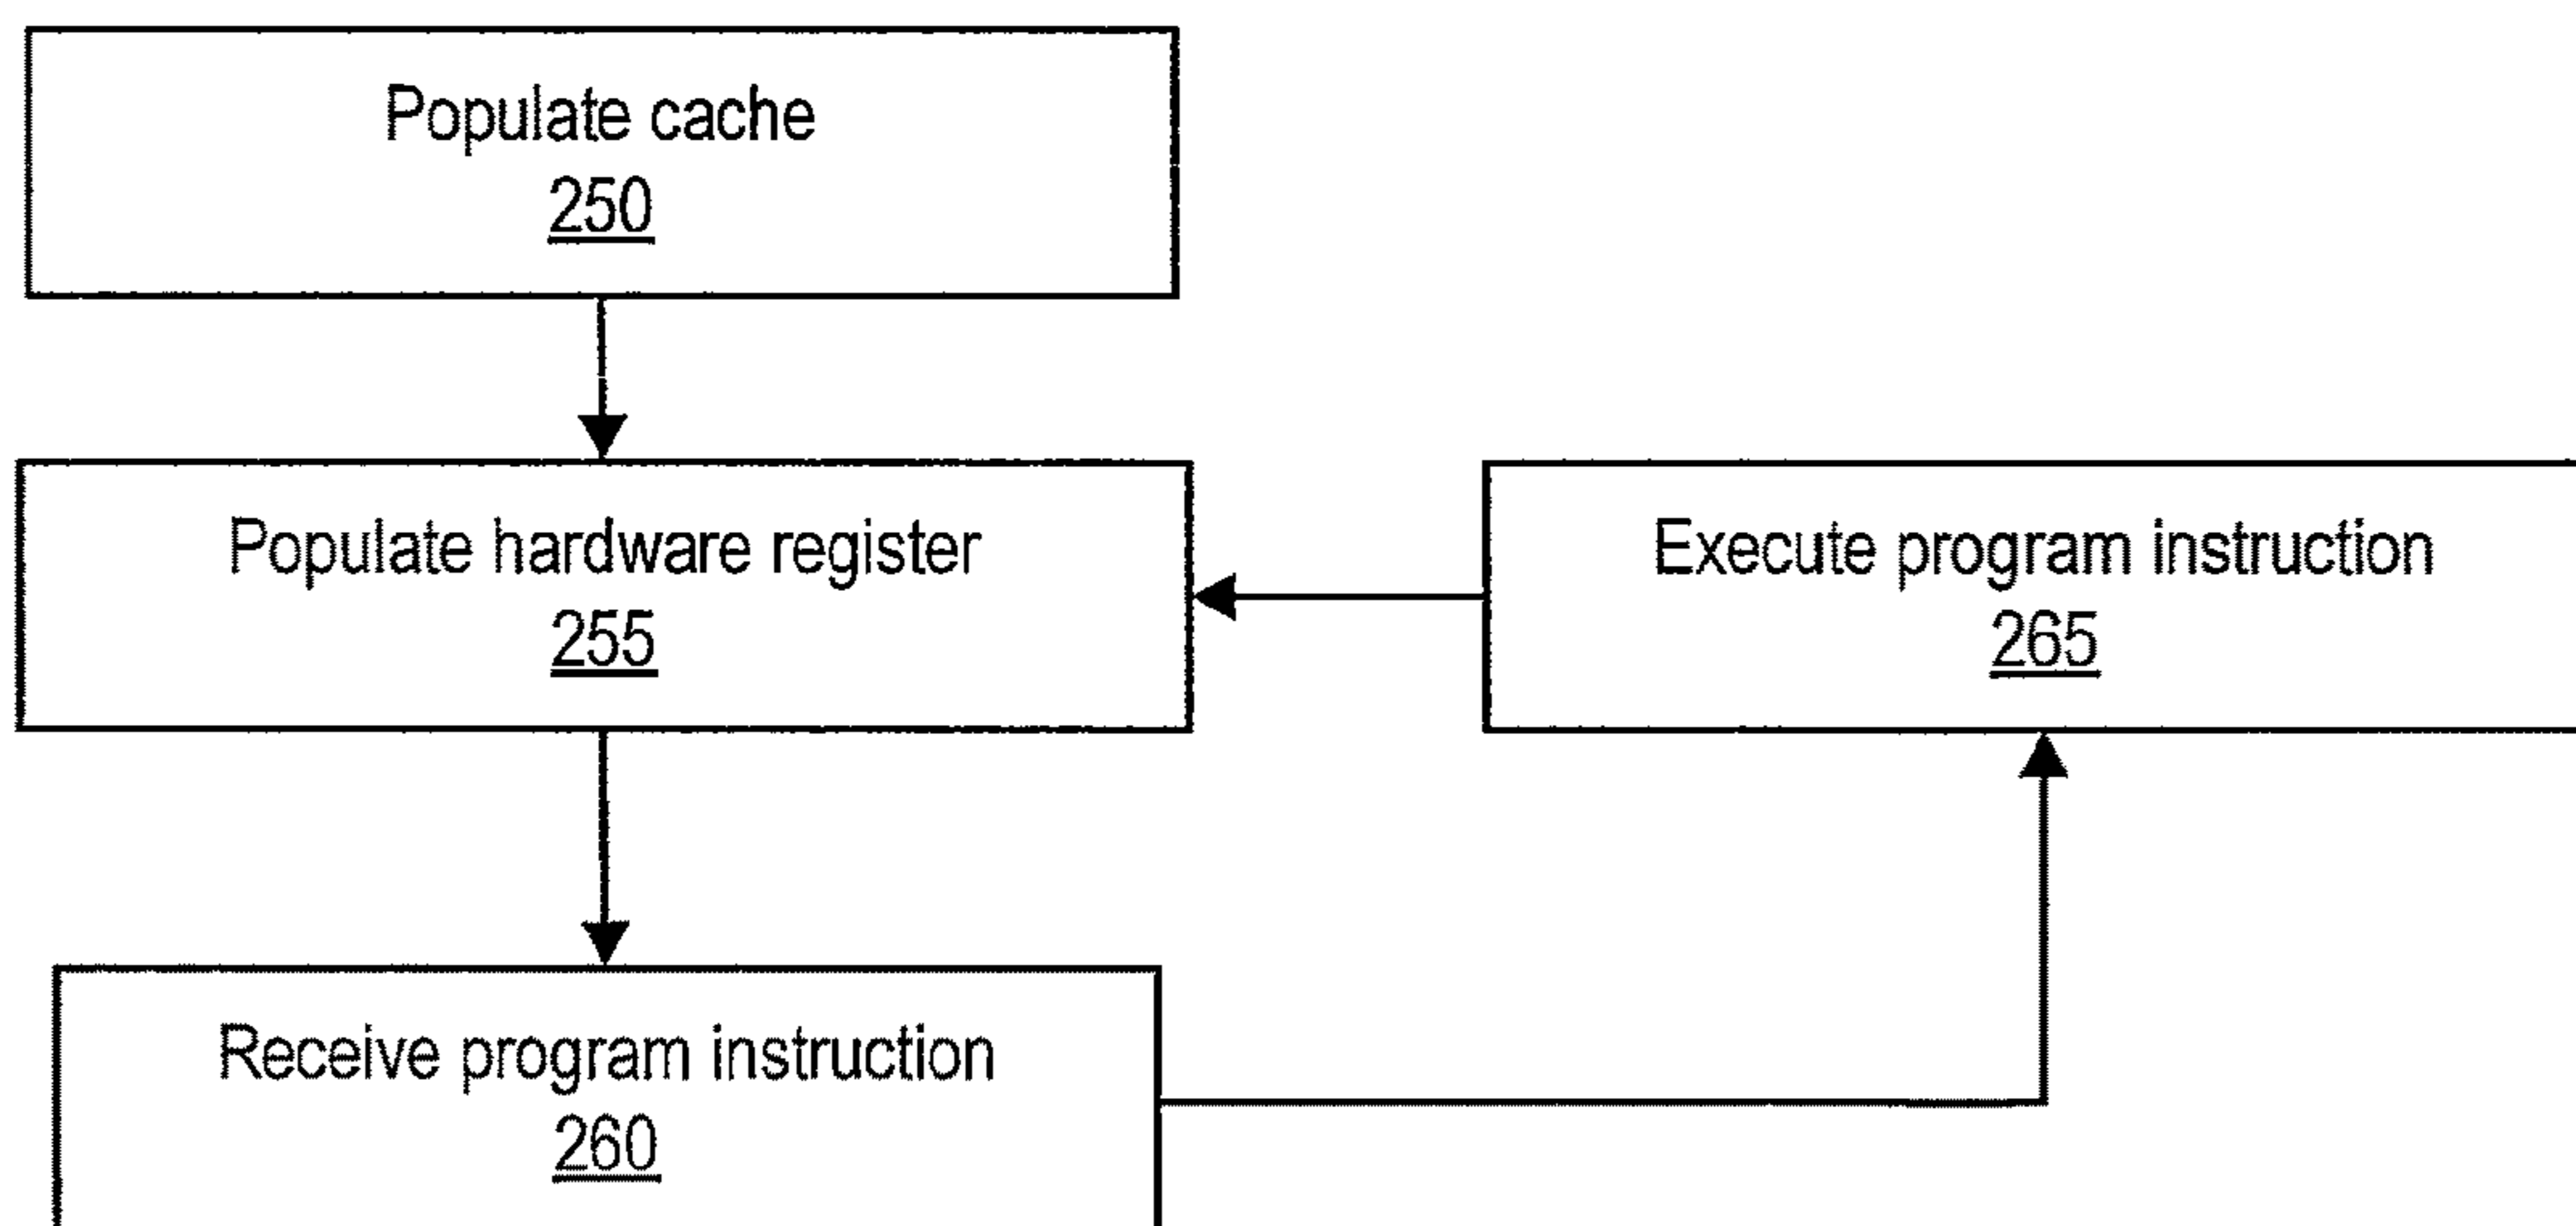 Populate cache
250
Populate hardware register
255
Execute program instruction
265
Receive program instruction
260